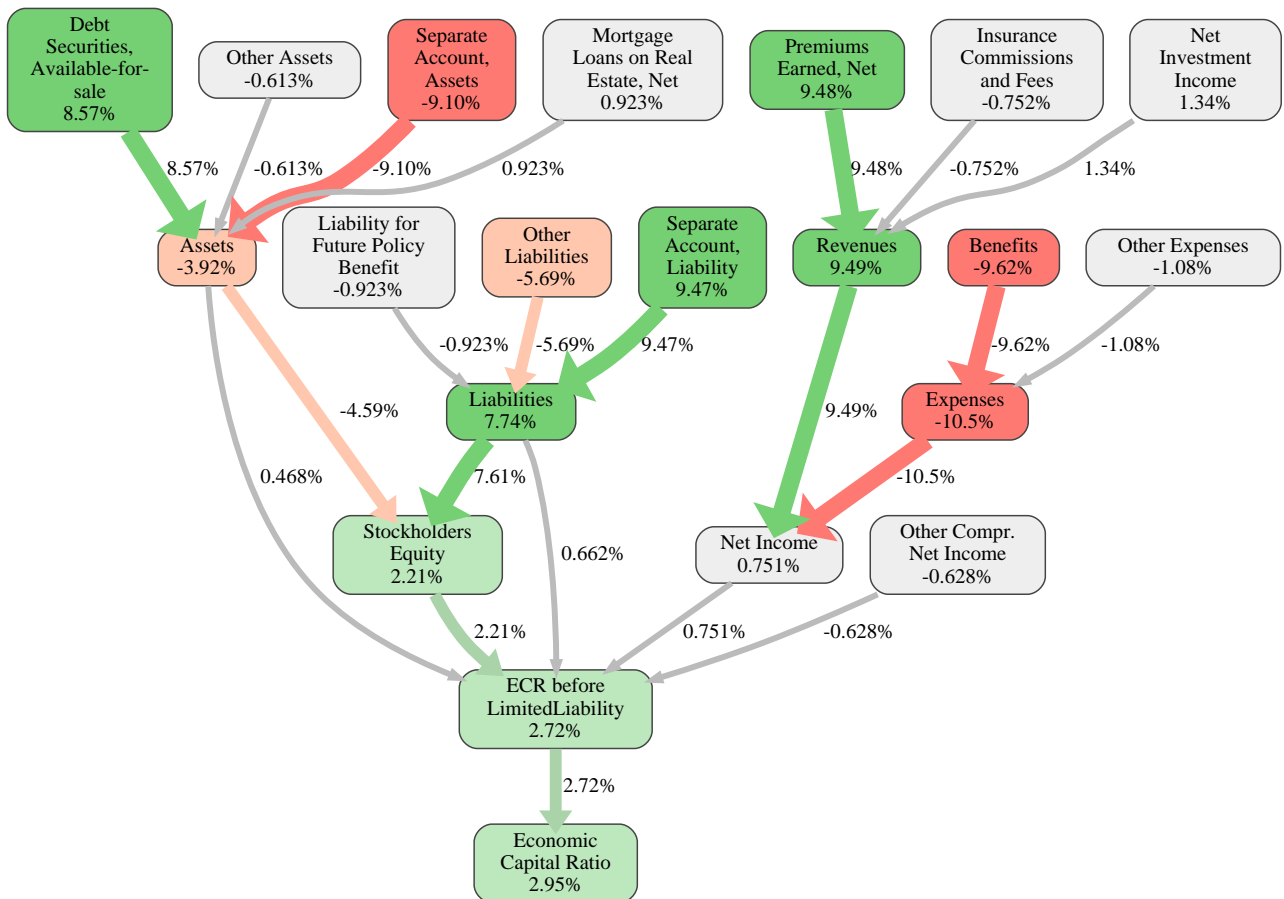 Debt
Securities,
Available-for-
sale
8.57%
Other Assets
-0.613%
Separate
Account,
Assets
-9.10%
Mortgage
Loans on Real
Estate, Net
0.923%
Premiums
Earned, Net
9.48%
Insurance
Commissions
and Fees
-0.752%
Net
Investment
Income
1.34%
8.57%
-0.613%
-9.10%
0.923%
9.48%
-0.752%
1.34%
Assets
-3.92%
Liability for
Future Policy
Benefit
-0.923%
Other
Liabilities
-5.69%
Separate
Account,
Liability
9.47%
Revenues
9.49%
Benefits
-9.62%
Other Expenses
-1.08%
-0.923%
-5.69%
9.47%
-9.62%
-1.08%
-4.59%
Liabilities
7.74%
9.49%
Expenses
-10.5%
0.468%
7.61%
-10.5%
Stockholders
Equity
2.21%
0.662%
Net Income
0.751%
Other Compr.
Net Income
-0.628%
2.21%
0.751%
-0.628%
ECR before
LimitedLiability
2.72%
2.72%
Economic
Capital Ratio
2.95%